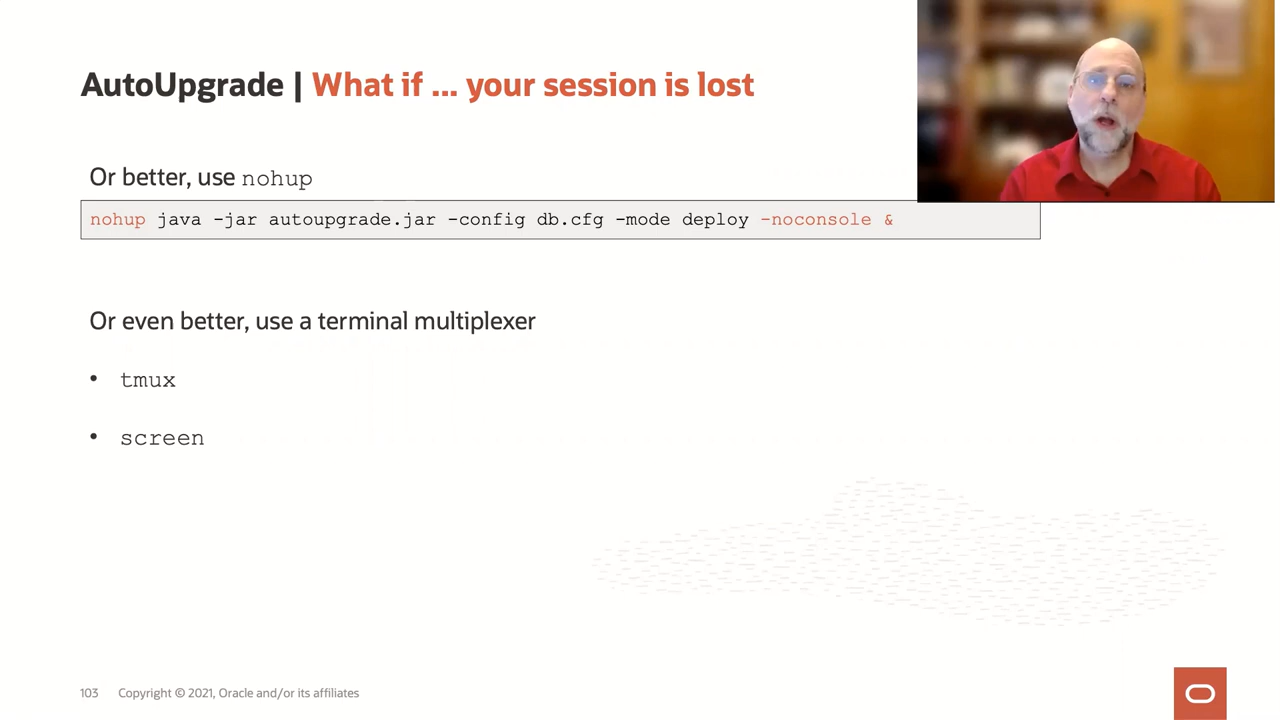 AutoUpgrade | What if ... your session is lost
Or better, use nohup
nohup java -jar autoupgrade.jar -config db.cfg -mode deploy -noconsole &
Or even better, use a terminal multiplexer
• tmux
• screen
103 Copyright © 2021, Oracle and/or its affiliates